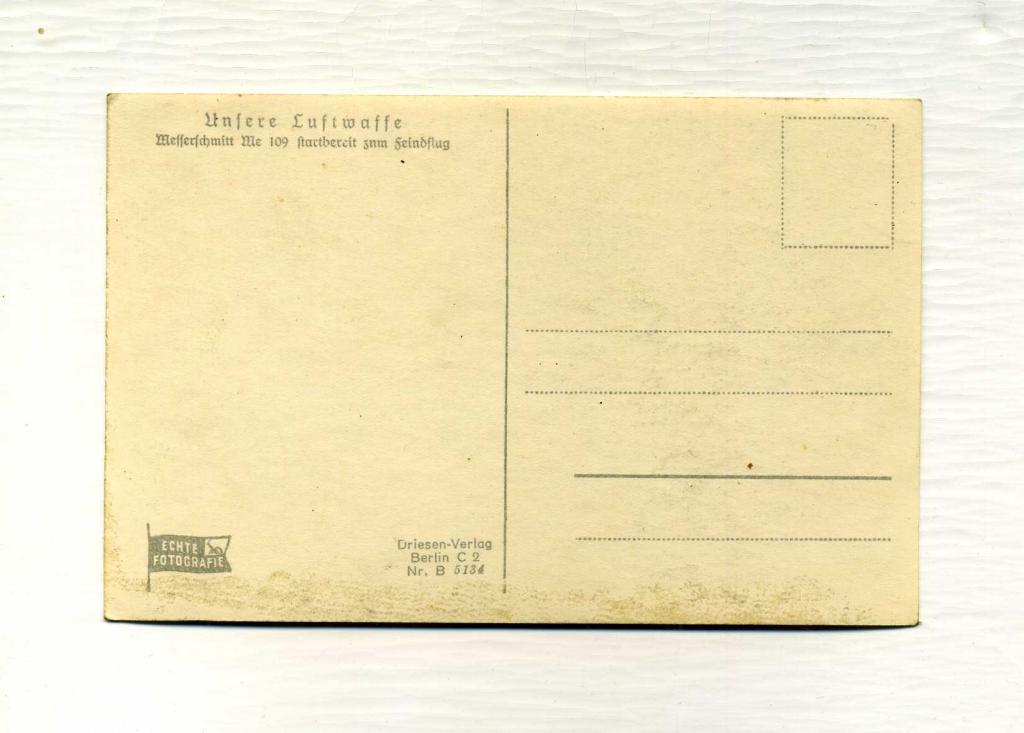 Unsere Luftwaffe
Messerschmitt Me 109 startbereit zum Feindflug
ECHTE
FOTOGRAFIE
Driesen-Verlag
Berlin C 2
Nr. B 5134